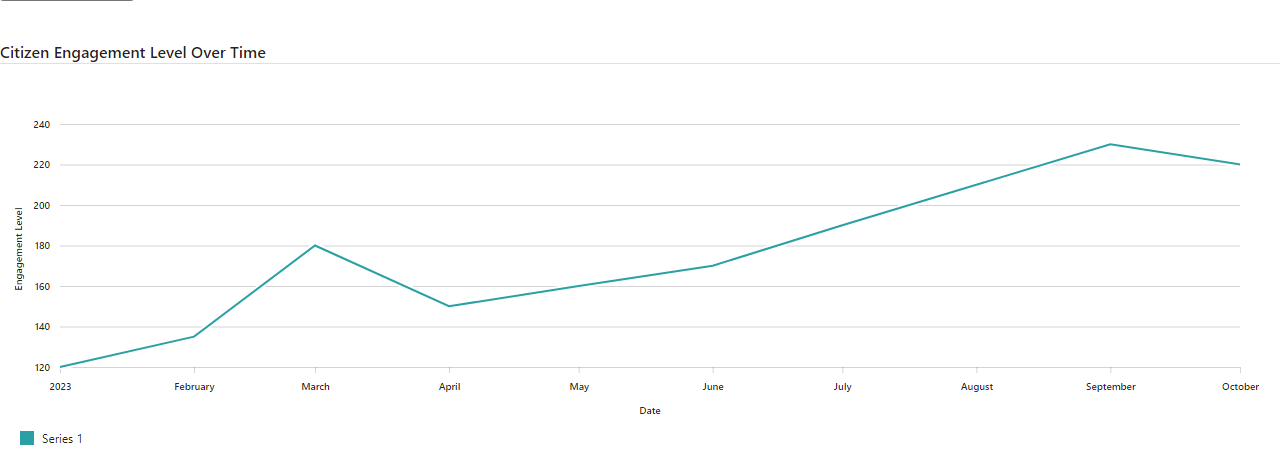 Citizen Engagement Level Over Time
240
220
200
180
160
140
120
Engagement Level
2023 February March April May June July August September October
Date
Series 1